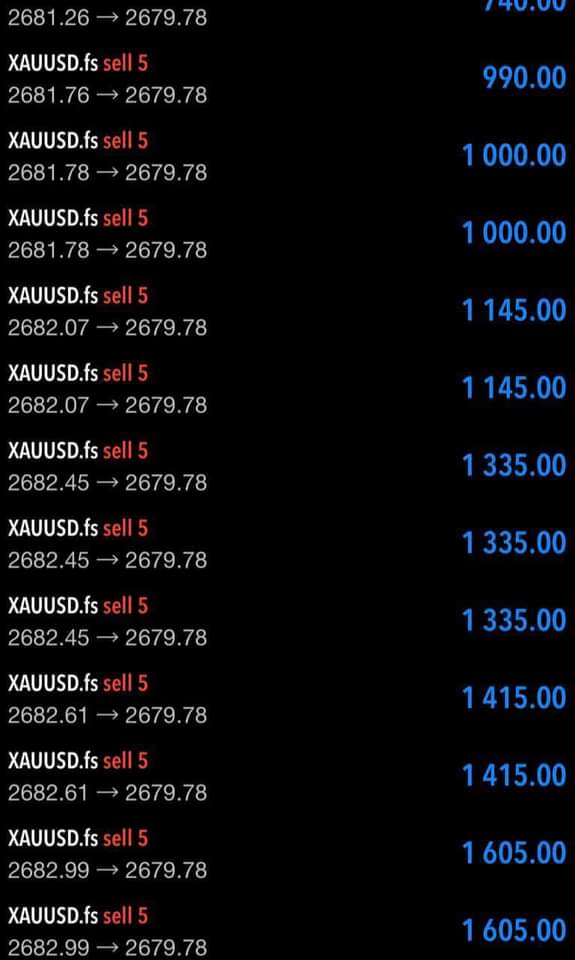 740.00
2681.26 → 2679.78
XAUUSD.fs sell 5
990.00
2681.76 → 2679.78
XAUUSD.fs sell 5
1 000.00
2681.78 → 2679.78
XAUUSD.fs sell 5
1 000.00
2681.78 → 2679.78
XAUUSD.fs sell 5
1 145.00
2682.07 → 2679.78
XAUUSD.fs sell 5
1 145.00
2682.07 → 2679.78
XAUUSD.fs sell 5
1 335.00
2682.45 → 2679.78
XAUUSD.fs sell 5
1 335.00
2682.45 → 2679.78
XAUUSD.fs sell 5
1 335.00
2682.45 → 2679.78
XAUUSD.fs sell 5
1 415.00
2682.61 → 2679.78
XAUUSD.fs sell 5
1 415.00
2682.61 → 2679.78
XAUUSD.fs sell 5
1 605.00
2682.99 → 2679.78
XAUUSD.fs sell 5
1 605.00
2682.99 → 2679.78